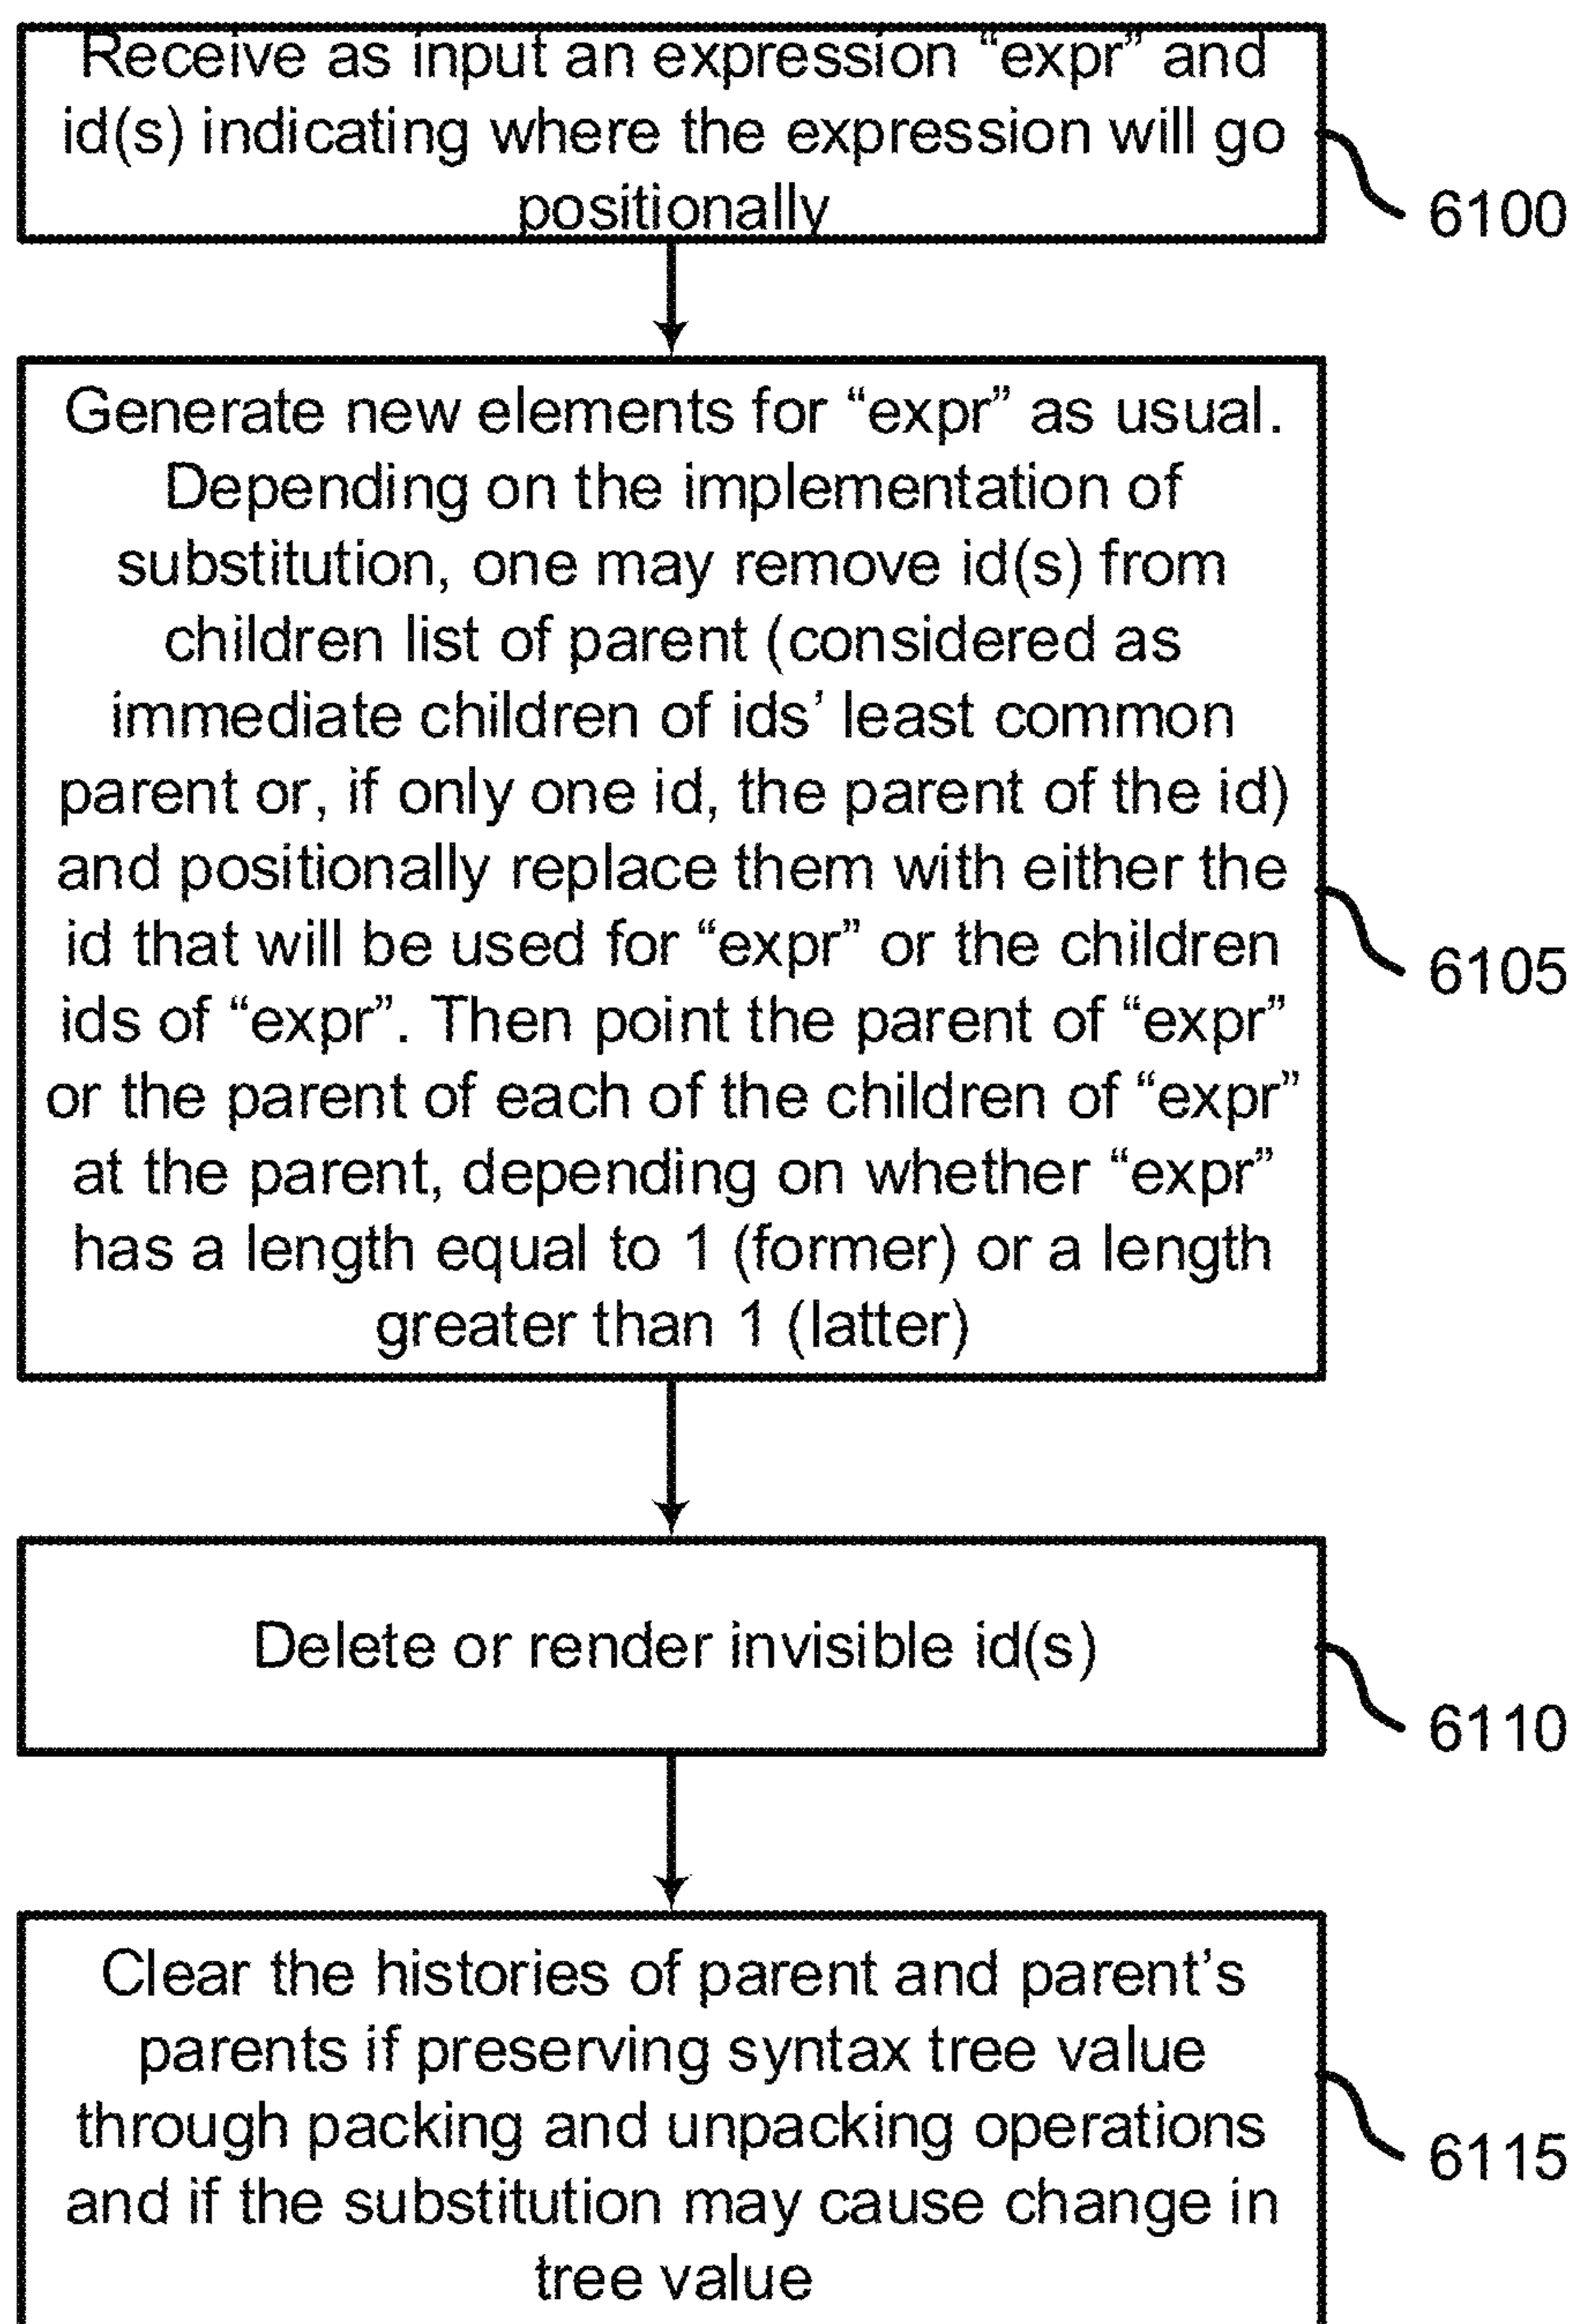 Receive as input an expression “expr” and
id(s) indicating where the expression will go
positionally
6100
Generate new elements for “expr” as usual.
Depending on the implementation of
substitution, one may remove id(s) from
children list of parent (considered as
immediate children of ids’ least common
parent or, if only one id, the parent of the id)
and positionally replace them with either the
id that will be used for “expr” or the children
ids of “expr”. Then point the parent of “expr”
or the parent of each of the children of “expr”
at the parent, depending on whether “expr”
has a length equal to 1 (former) or a length
greater than 1 (latter)
6105
Delete or render invisible id(s)
6110
Clear the histories of parent and parent’s
parents if preserving syntax tree value
through packing and unpacking operations
and if the substitution may cause change in
tree value
6115